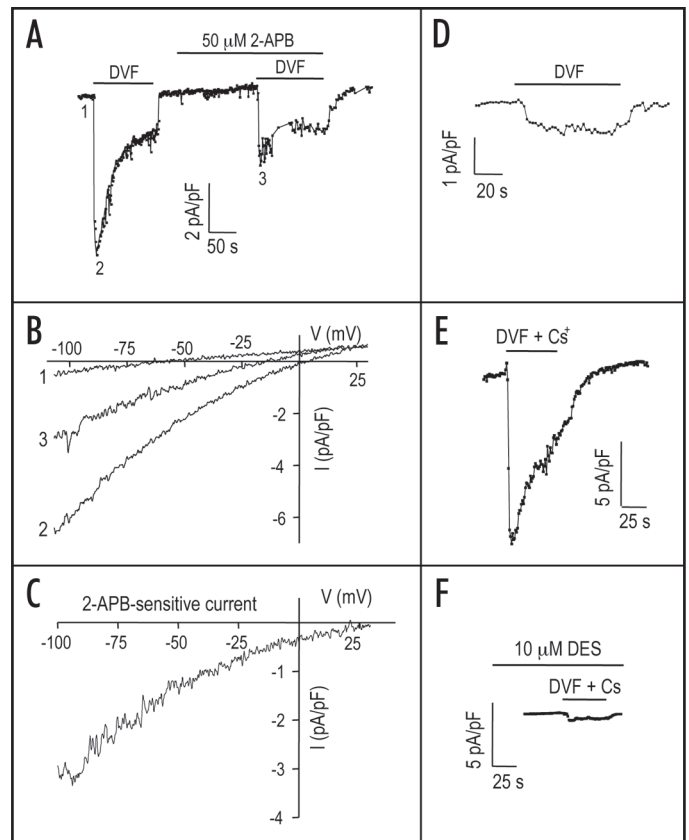 A
50 µM 2-APB
DVF
DVF
1
2
3
2 pA/pF
50 s
D
DVF
1 pA/pF
20 s
B
V (mV)
-100
-75
-50
-25
25
1
3
2
-2
-4
-6
I (pA/pF)
E
DVF + Cs+
5 pA/pF
25 s
C
2-APB-sensitive current
V (mV)
-100
-75
-50
-25
25
-1
-2
-3
-4
I (pA/pF)
F
10 µM DES
DVF + Cs
5 pA/pF
25 s